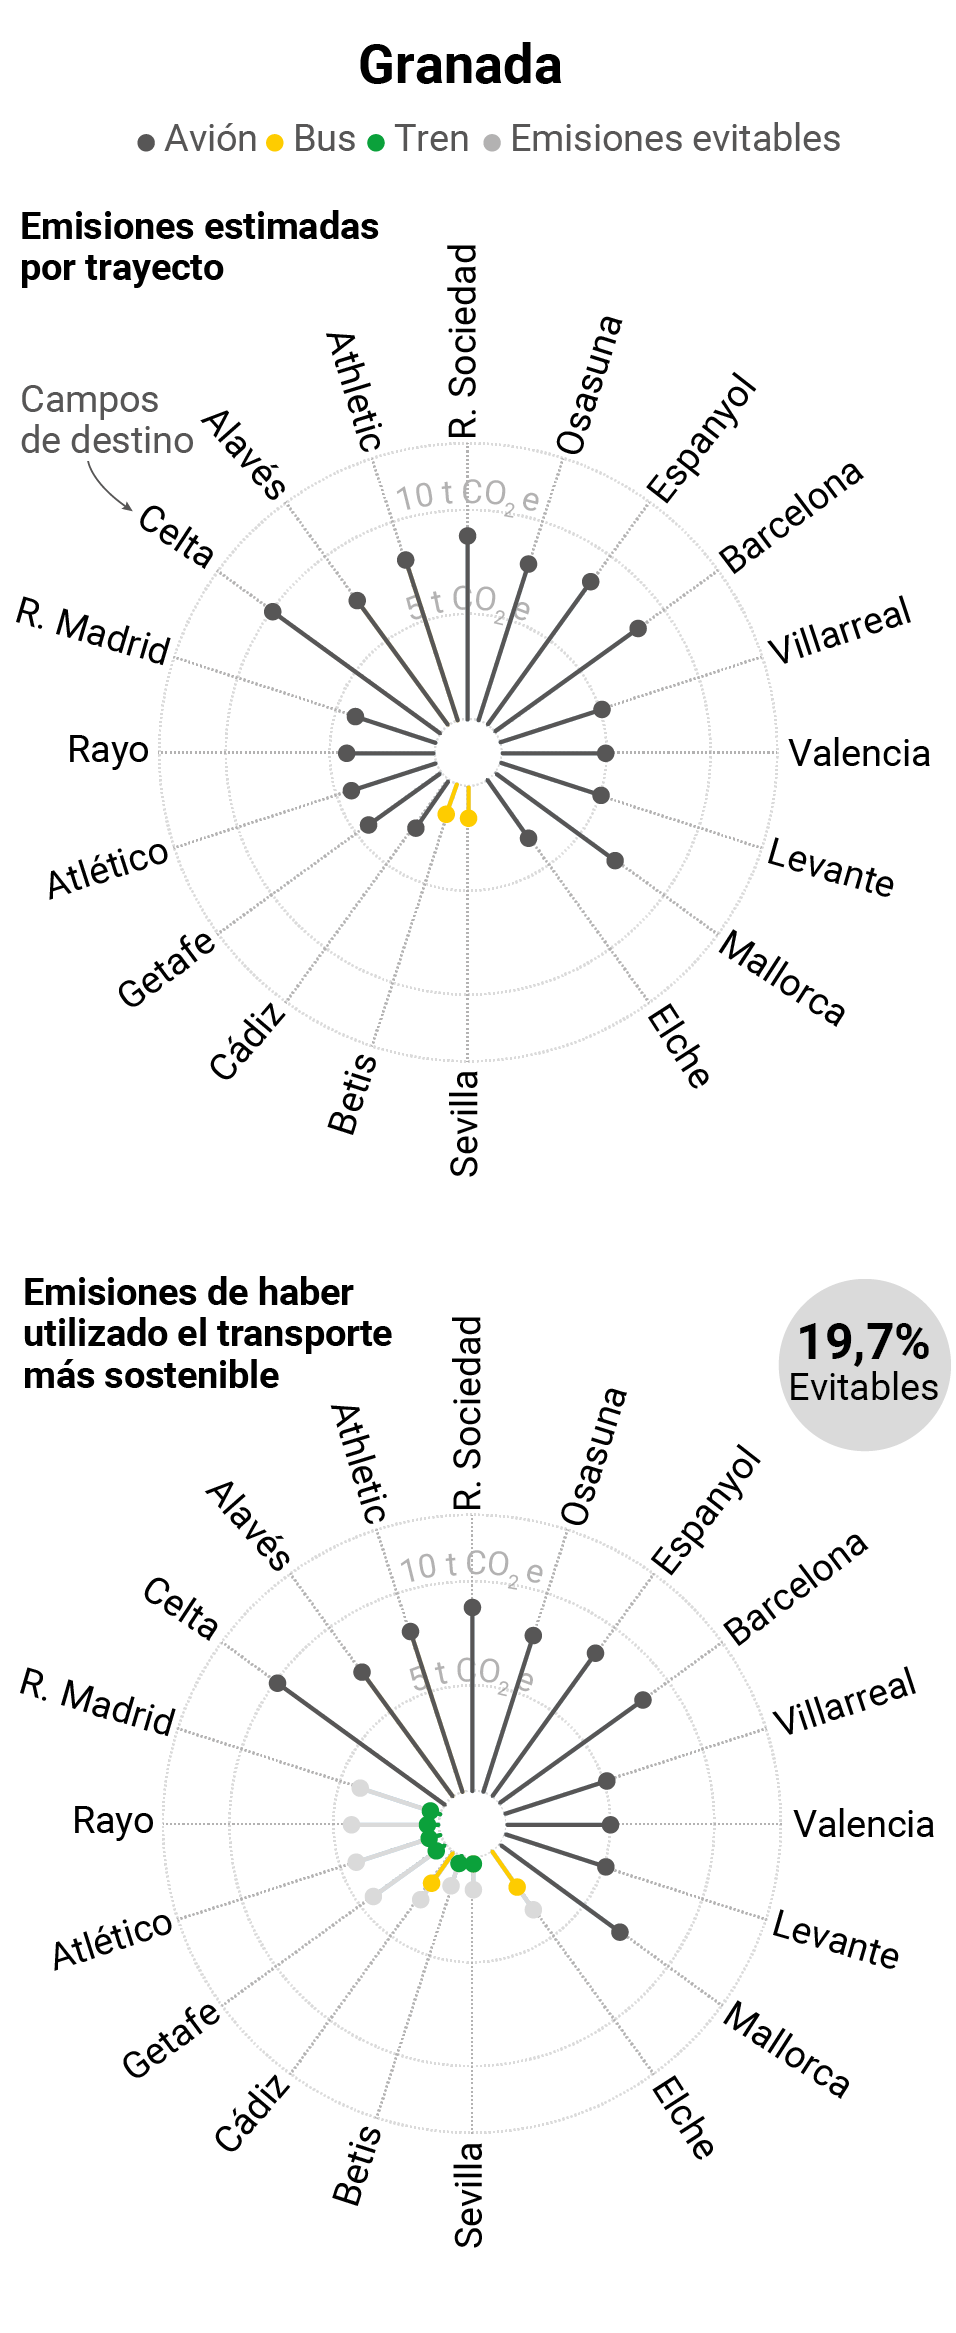 Granada
Avión Bus Tren Emisiones evitables
Emisiones estimadas
por trayecto
Campos
de destino
10 t CO2 e
5 t CO2 e
R. Sociedad
Osasuna
Espanyol
Barcelona
Villarreal
Valencia
Levante
Mallorca
Elche
Sevilla
Betis
Cádiz
Getafe
Atlético
Rayo
R. Madrid
Celta
Alavés
Athletic
Emisiones de haber
utilizado el transporte
más sostenible
19,7%
Evitables
10 t CO2 e
5 t CO2 e
R. Sociedad
Osasuna
Espanyol
Barcelona
Villarreal
Valencia
Levante
Mallorca
Elche
Sevilla
Betis
Cádiz
Getafe
Atlético
Rayo
R. Madrid
Celta
Alavés
Athletic